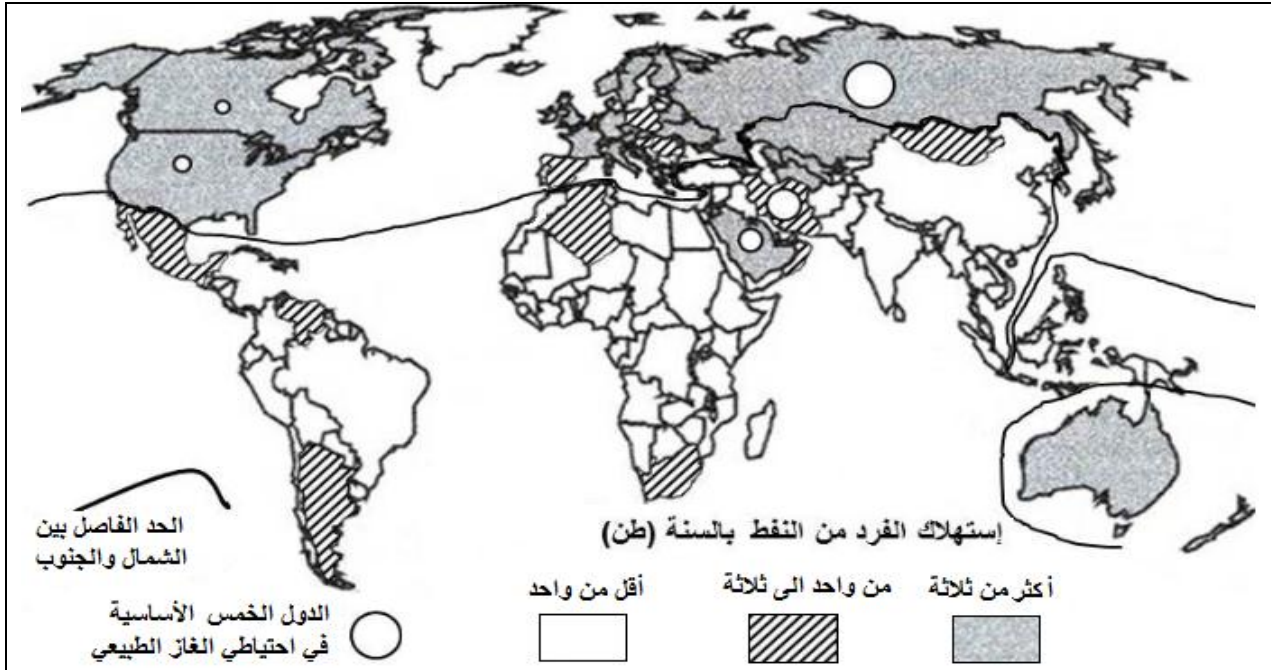 الحد الفاصل بين
الشمال والجنوب
الدول الخمس الأساسية
في احتياطي الغاز الطبيعي
إستهلاك الفرد من النفط بالسنة (طن)
أكثر من ثلاثة
من واحد الى ثلاثة
أقل من واحد